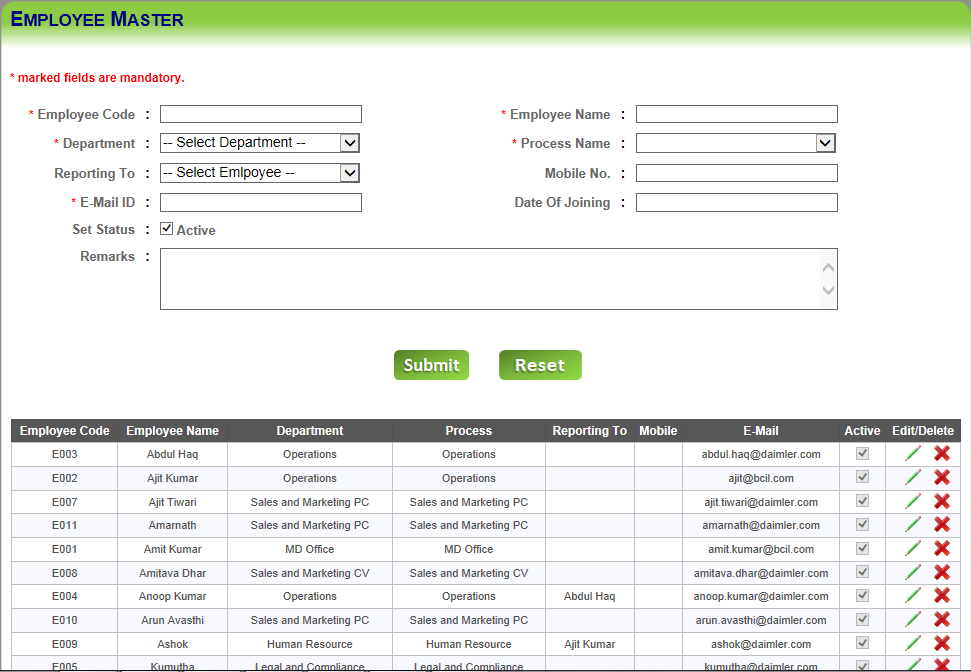 EMPLOYEE MASTER
* marked fields are mandatory.
* Employee Code : * Employee Name :
* Department : -- Select Department -- * Process Name :
Reporting To : -- Select Emlpoyee -- Mobile No. :
* E-Mail ID : Date Of Joining :
Set Status : Active
Remarks :
Submit Reset
Employee Code Employee Name Department Process Reporting To Mobile E-Mail Active Edit/Delete
E003 Abdul Haq Operations Operations abdul.haq@daimler.com
E002 Ajit Kumar Operations Operations ajit@bcil.com
E007 Ajit Tiwari Sales and Marketing PC Sales and Marketing PC ajit.tiwari@daimler.com
E011 Amarnath Sales and Marketing PC Sales and Marketing PC amarnath@daimler.com
E001 Amit Kumar MD Office MD Office amit.kumar@bcil.com
E008 Amitava Dhar Sales and Marketing CV Sales and Marketing CV amitava.dhar@daimler.com
E004 Anoop Kumar Operations Operations Abdul Haq anoop.kumar@daimler.com
E010 Arun Avasthi Sales and Marketing PC Sales and Marketing PC arun.avasthi@daimler.com
E009 Ashok Human Resource Human Resource Ajit Kumar ashok@daimler.com
E005 Kumutha Legal and Compliance Legal and Compliance kumutha@daimler.com